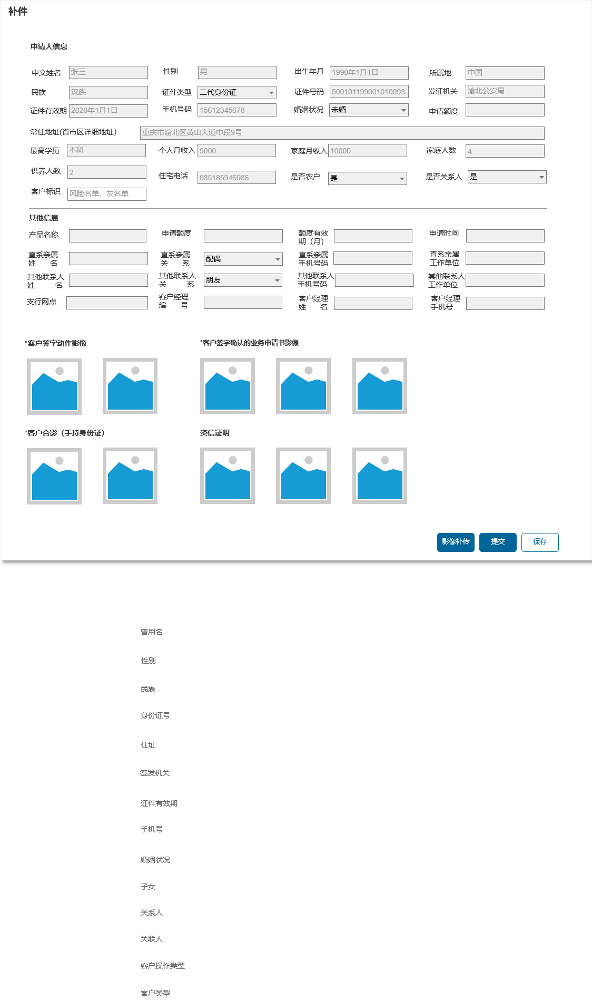 补件
申请人信息
中文姓名 张三 性别 男 出生年月 1990年1月1日 所属地 中国
民族 汉族 证件类型 二代身份证 证件号码 500101199001010093 发证机关 渝北公安局
证件有效期 2020年1月1日 手机号码 15612345678 婚姻状况 未婚 申请额度
常住地址(省市区详细地址） 重庆市渝北区黄山大道中段9号
最高学历 本科 个人月收入 5000 家庭月收入 10000 家庭人数 4
供养人数 2 住宅电话 085185946986 是否农户 是 是否关系人 是
客户标识 风险名单，灰名单
其他信息
产品名称 申请额度 额度有效期（月） 申请时间
直系亲属姓 名 直系亲属关 系 配偶 直系亲属手机号码 直系亲属工作单位
其他联系人姓 名 其他联系人关 系 朋友 其他联系人手机号码 其他联系人工作单位
支行网点 客户经理编 号 客户经理姓 名 客户经理手机号
*客户签字动作影像 *客户签字确认的业务申请书影像
*客户合影（手持身份证） 资信证明
影像补传 提交 保存
曾用名
性别
民族
身份证号
住址
签发机关
证件有效期
手机号
婚姻状况
子女
关系人
关联人
客户操作类型
客户类型